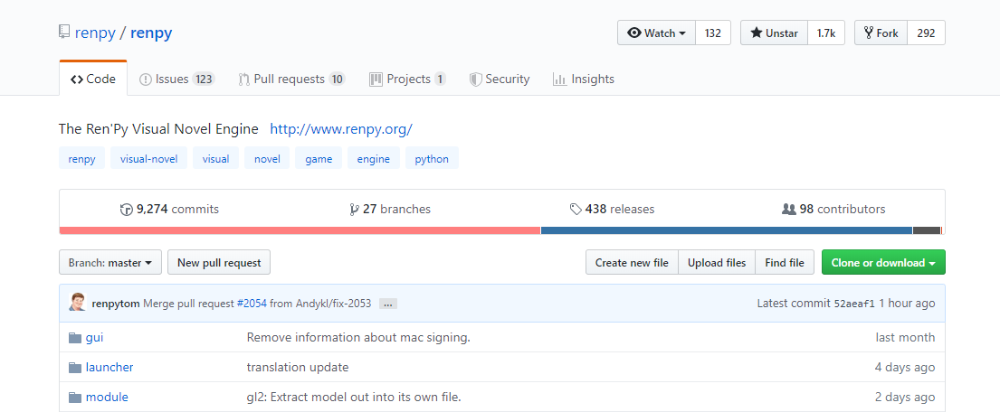 renpy / renpy Watch 132 Unstar 1.7k Fork 292
Code Issues 123 Pull requests 10 Projects 1 Security Insights
The Ren'Py Visual Novel Engine http://www.renpy.org/
renpy visual-novel visual novel game engine python
9,274 commits 27 branches 438 releases 98 contributors
Branch: master New pull request Create new file Upload files Find file Clone or download
renpytom Merge pull request #2054 from Andykl/fix-2053 ... Latest commit 52aeaf1 1 hour ago
gui Remove information about mac signing. last month
launcher translation update 4 days ago
module gl2: Extract model out into its own file. 2 days ago